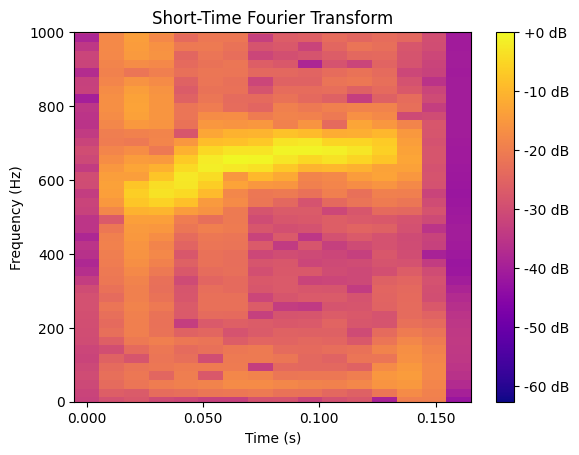 Short-Time Fourier Transform
1000
800
600
400
200
0
Frequency (Hz)
0.000
0.050
0.100
0.150
Time (s)
+0 dB
-10 dB
-20 dB
-30 dB
-40 dB
-50 dB
-60 dB